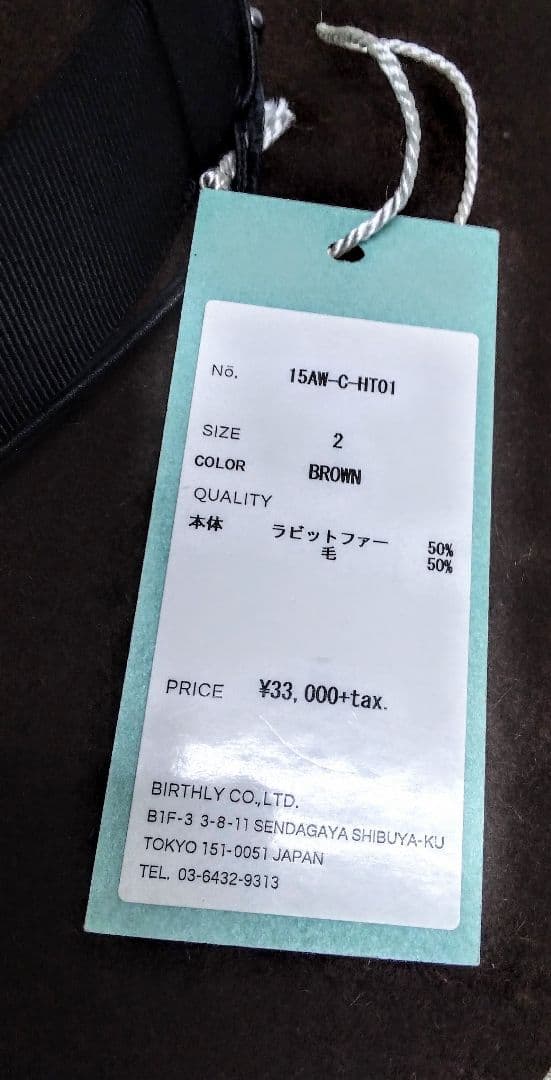 Nō. 15AW-C-HT01
SIZE 2
COLOR BROWN
QUALITY
本体 ラビットファー 50%
毛 50%
PRICE ¥33,000+tax.
BIRTHLY CO.,LTD.
B1F-3 3-8-11 SENDAGAYA SHIBUYA-KU
TOKYO 151-0051 JAPAN
TEL. 03-6432-9313